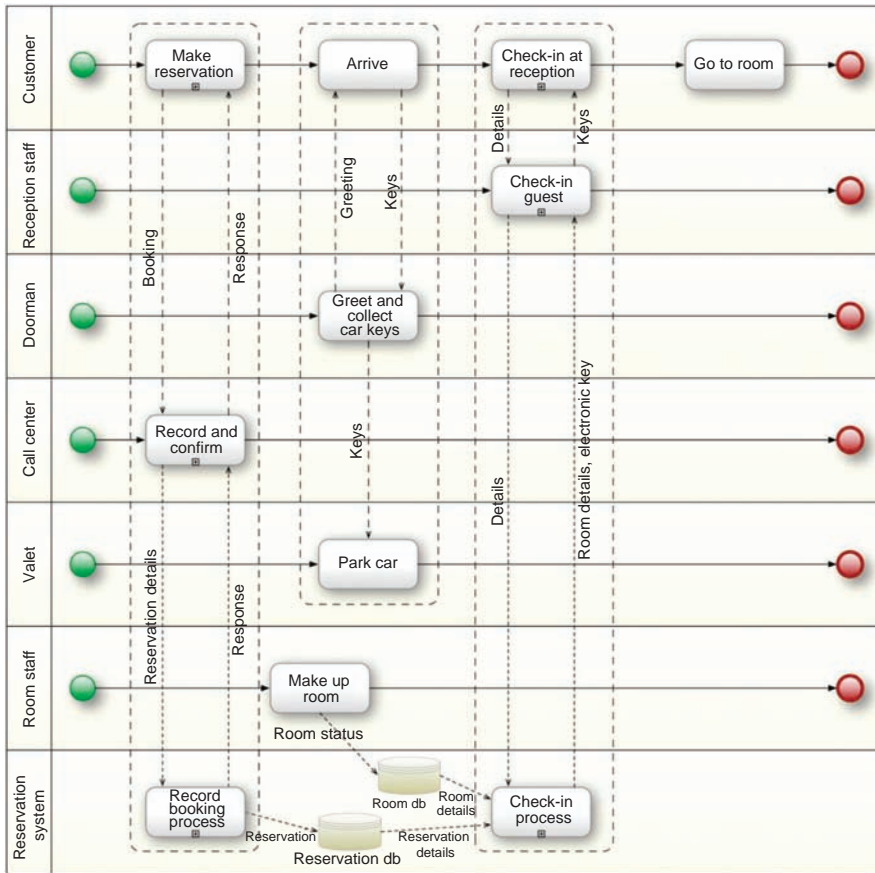 Customer
Make
reservation
Arrive
Check-in at
reception
Go to room
Details
Keys
Reception staff
Check-in
guest
Booking
Response
Greeting
Keys
Doorman
Greet and
collect
car keys
Call center
Record and
confirm
Keys
Details
Room details, electronic key
Valet
Park car
Reservation details
Response
Room staff
Make up
room
Room status
Reservation
system
Record
booking
process
Reservation
Room db
Room
details
Reservation db
Reservation
details
Check-in
process